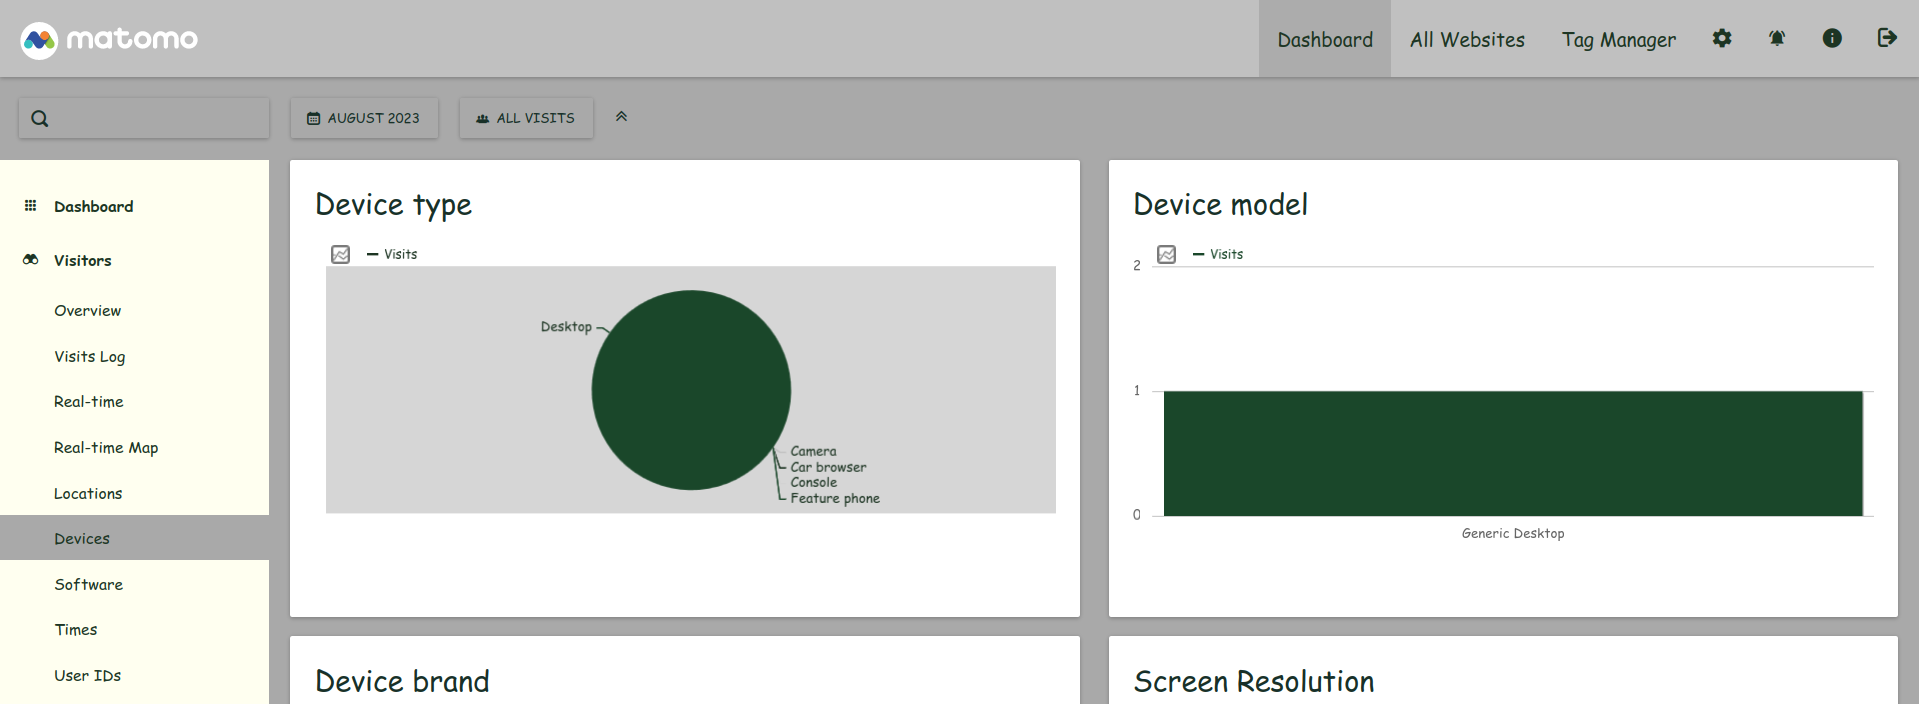 matomo
Dashboard
All Websites
Tag Manager
AUGUST 2023
ALL VISITS
Dashboard
Visitors
Overview
Visits Log
Real-time
Real-time Map
Locations
Devices
Software
Times
User IDs
Device type
Visits
Desktop
Camera
Car browser
Console
Feature phone
Device model
Visits
2
1
0
Generic Desktop
Device brand
Screen Resolution